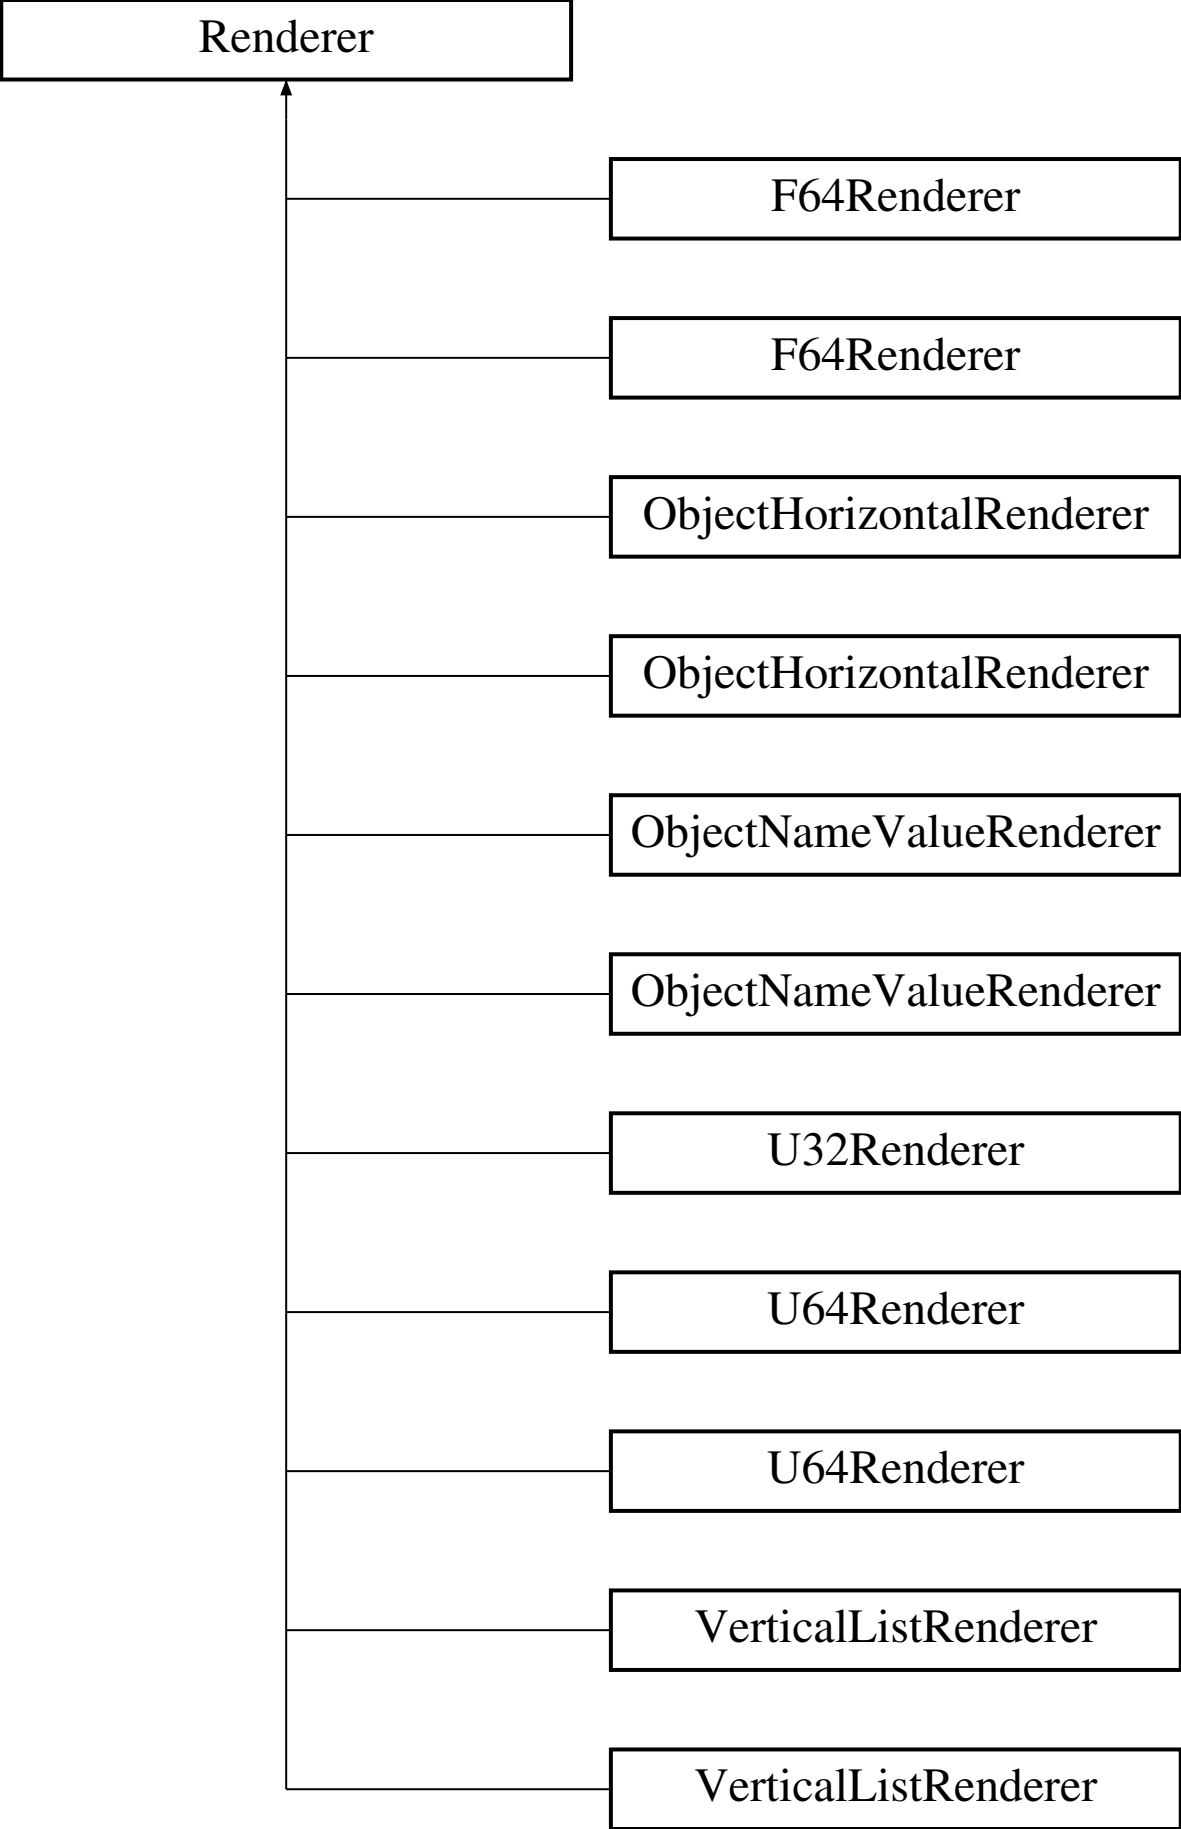 Renderer
F64Renderer
F64Renderer
ObjectHorizontalRenderer
ObjectHorizontalRenderer
ObjectNameValueRenderer
ObjectNameValueRenderer
U32Renderer
U64Renderer
U64Renderer
VerticalListRenderer
VerticalListRenderer